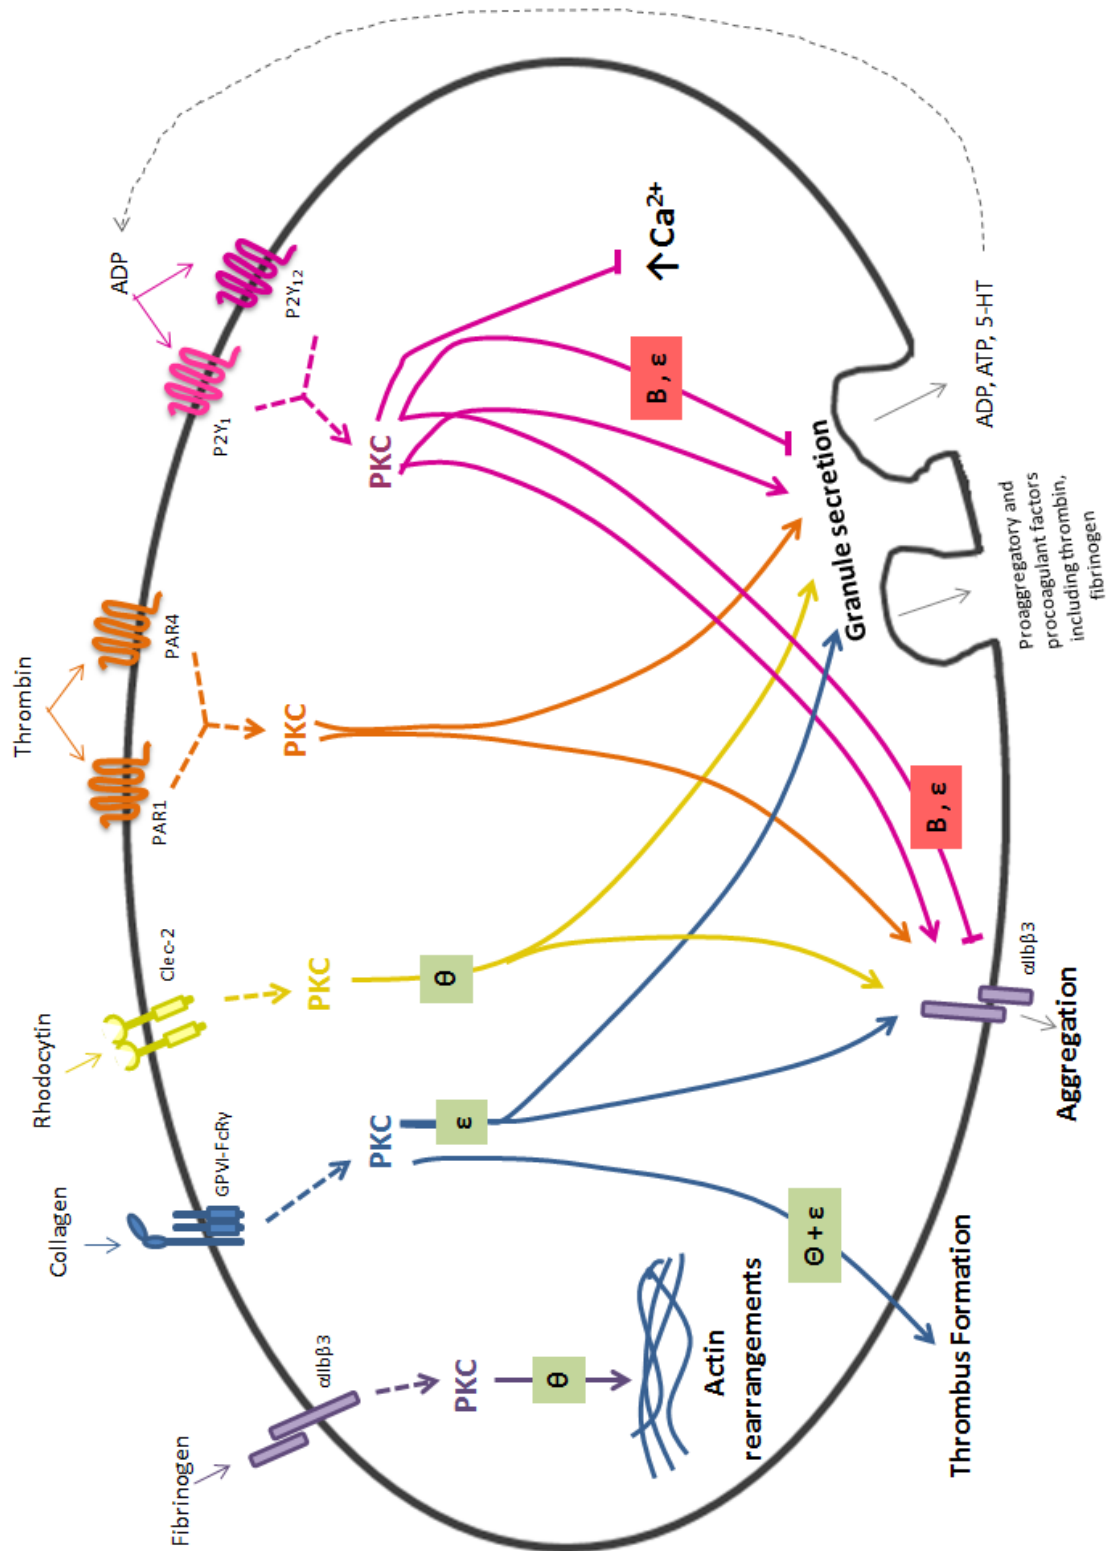 Fibrinogen
Collagen
Rhodocytin
Thrombin
ADP
αIIbβ3
GPVI-FcRγ
Clec-2
PAR1
PAR4
P2Y₁
P2Y₁₂
PKC
PKC
PKC
PKC
PKC
θ
ε
θ
B , ε
↑Ca²⁺
Actin
rearrangements
Θ + ε
Granule secretion
B , ε
Thrombus Formation
αIIbβ3
Aggregation
Proaggregatory and
procoagulant factors
including thrombin,
fibrinogen
ADP, ATP, 5-HT